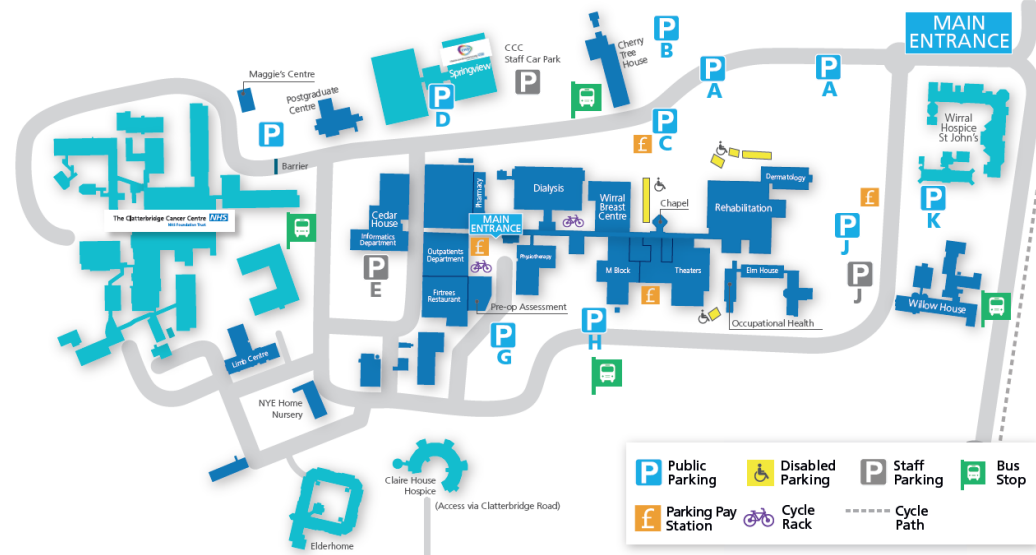 MAIN
ENTRANCE
P
B
Cherry
Tree
House
CCC
Staff Car Park
P
Springview
P
D
Maggie's Centre
Postgraduate
Centre
P
P
A
P
A
P
C
£
Barrier
Wirral
Hospice
St John's
P
K
£
P
J
P
J
Dermatology
Rehabilitation
Chapel
Wirral
Breast
Centre
Dialysis
Pharmacy
MAIN
ENTRANCE
£
Cedar
House
Informatics
Department
P
E
Outpatients
Department
Firtrees
Restaurant
Physiotherapy
Pre-op Assessment
M Block
Theaters
£
Elm House
Occupational Health
Willow House
The Clatterbridge Cancer Centre NHS
NHS Foundation Trust
P
G
P
H
Limb Centre
NYE Home
Nursery
Claire House
Hospice
(Access via Clatterbridge Road)
Elderhome
P Public
Parking
Disabled
Parking
P Staff
Parking
Bus
Stop
£ Parking Pay
Station
Cycle
Rack
Cycle
Path